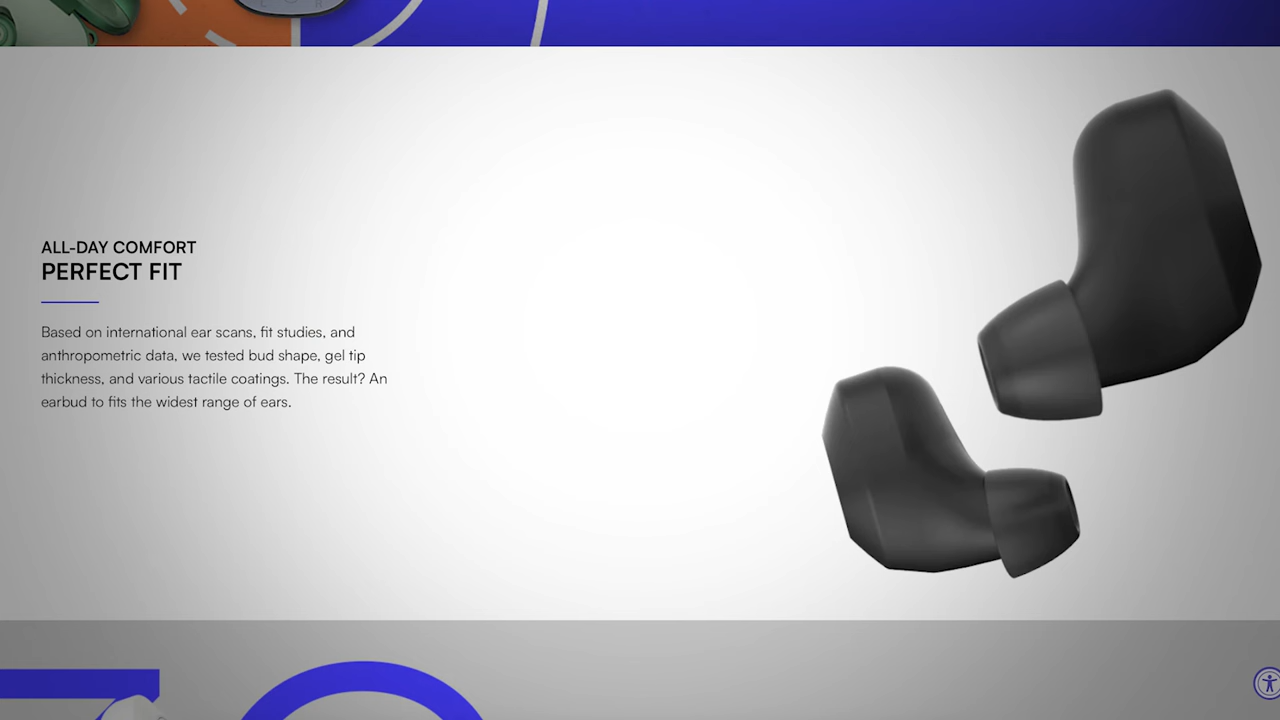 ALL-DAY COMFORT
PERFECT FIT
Based on international ear scans, fit studies, and
anthropometric data, we tested bud shape, gel tip
thickness, and various tactile coatings. The result? An
earbud to fits the widest range of ears.